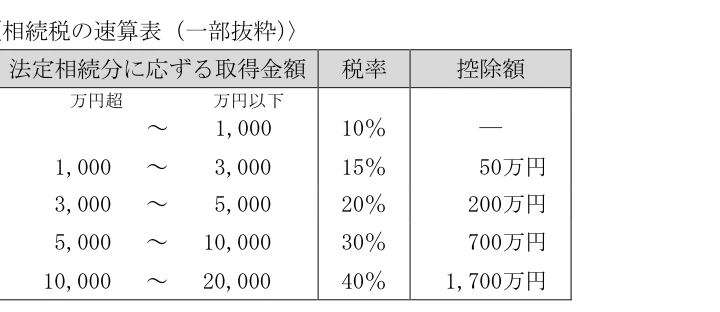 〈相続税の速算表（一部抜粋）〉
法定相続分に応ずる取得金額 税率 控除額
万円超 万円以下
～ 1,000 10% ―
1,000 ～ 3,000 15% 50万円
3,000 ～ 5,000 20% 200万円
5,000 ～ 10,000 30% 700万円
10,000 ～ 20,000 40% 1,700万円